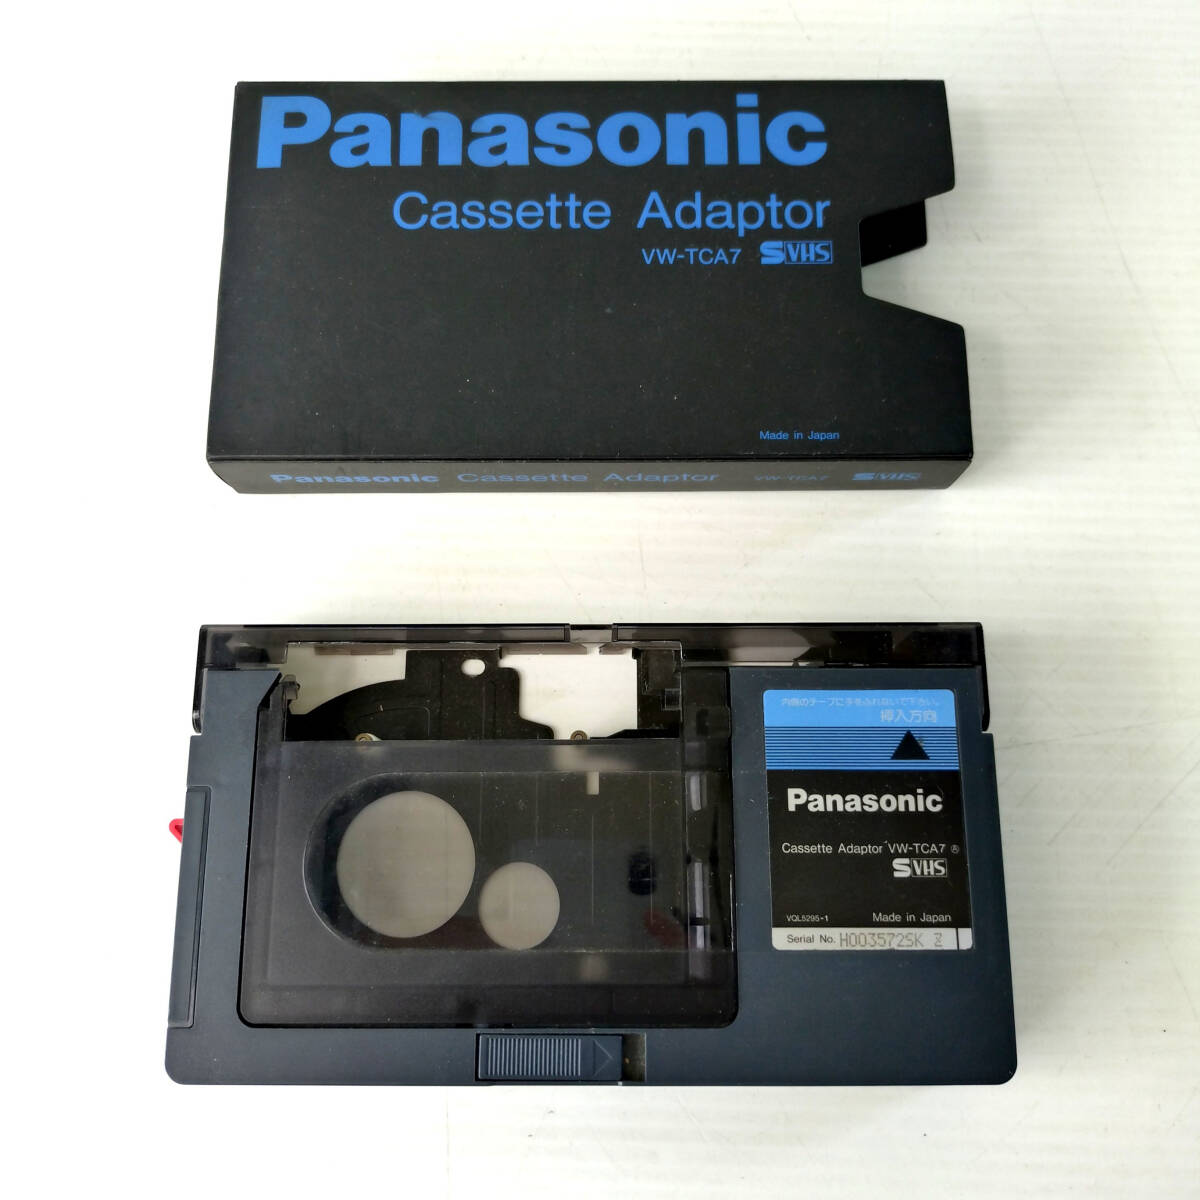 Panasonic
Cassette Adaptor
VW-TCA7 SVHS
Made in Japan
Panasonic Cassette Adaptor VW-TCA7 SVHS
内側のテープに手をふれないで下さい。
挿入方向
Panasonic
Cassette Adaptor VW-TCA7 Ⓐ
SVHS
VQL5295-1 Made in Japan
Serial No. H003572SK Z